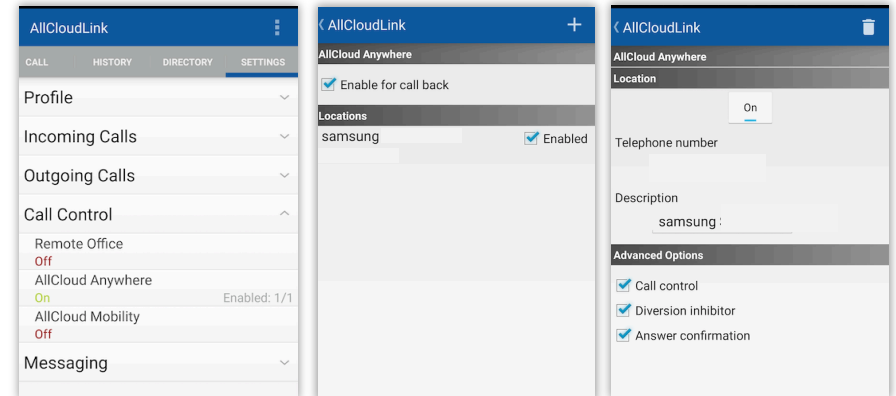 AllCloudLink
CALL HISTORY DIRECTORY SETTINGS
Profile
Incoming Calls
Outgoing Calls
Call Control
Remote Office
Off
AllCloud Anywhere
On Enabled: 1/1
AllCloud Mobility
Off
Messaging
AllCloudLink
AllCloud Anywhere
Enable for call back
Locations
samsung Enabled
AllCloudLink
AllCloud Anywhere
Location
On
Telephone number
Description
samsung
Advanced Options
Call control
Diversion inhibitor
Answer confirmation